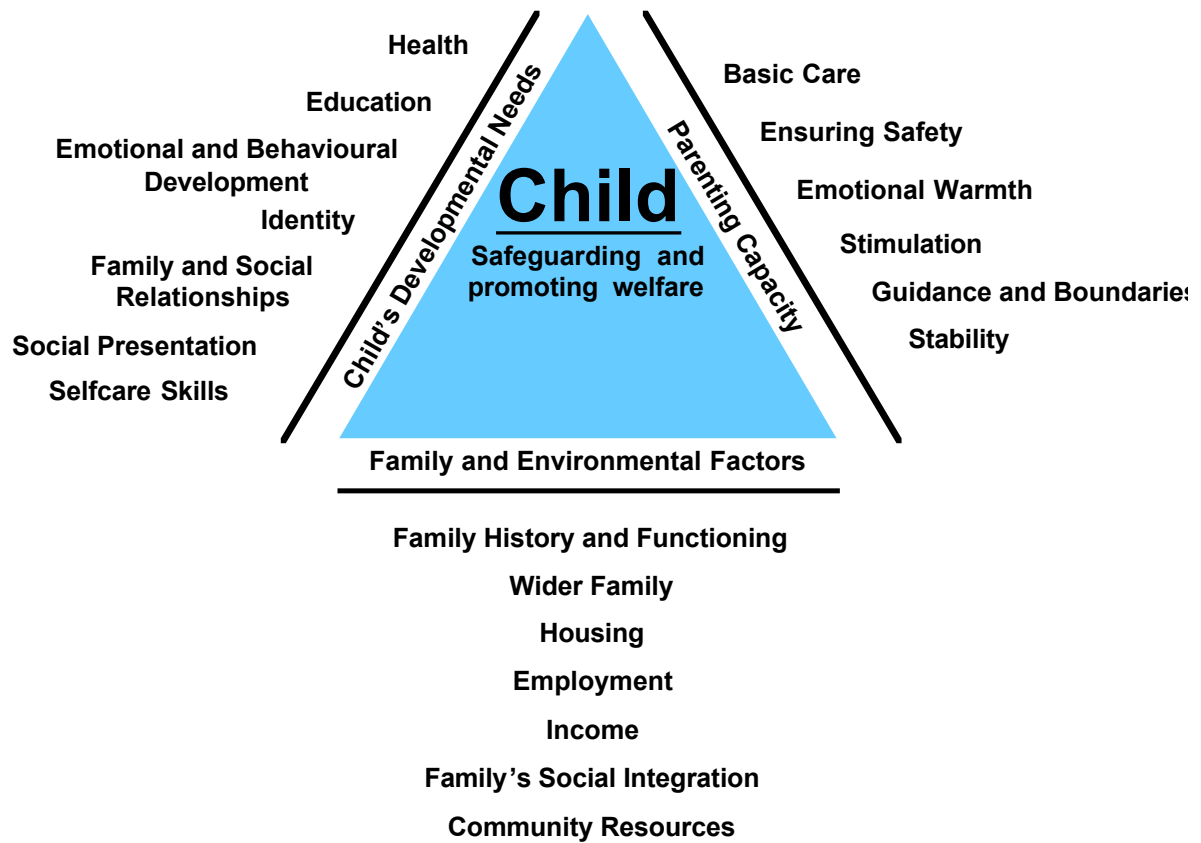 Health
Education
Emotional and Behavioural
Development
Identity
Family and Social
Relationships
Social Presentation
Selfcare Skills
Child's Developmental Needs
Child
Safeguarding and
promoting welfare
Parenting Capacity
Basic Care
Ensuring Safety
Emotional Warmth
Stimulation
Guidance and Boundaries
Stability
Family and Environmental Factors
Family History and Functioning
Wider Family
Housing
Employment
Income
Family's Social Integration
Community Resources